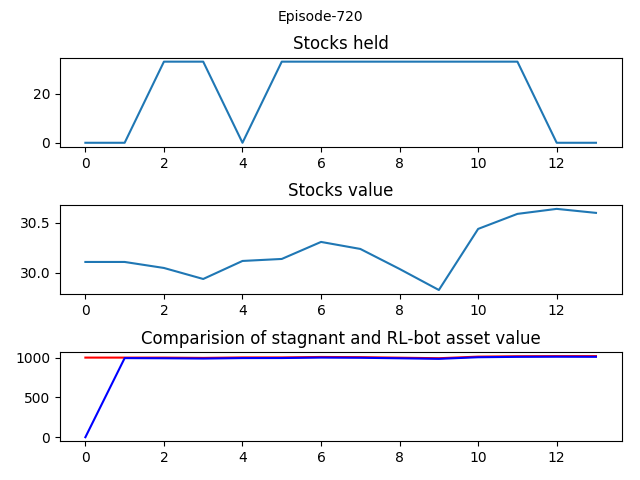 Episode-720
Stocks held
20
0
0 2 4 6 8 10 12
Stocks value
30.5
30.0
0 2 4 6 8 10 12
Comparision of stagnant and RL-bot asset value
1000
500
0
0 2 4 6 8 10 12